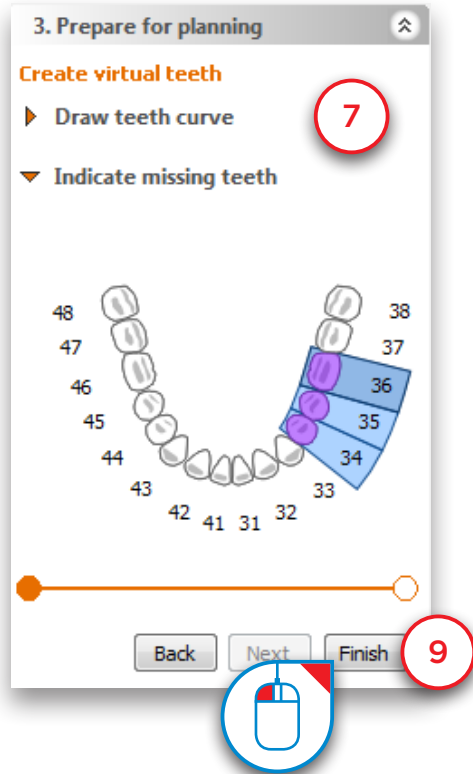 3. Prepare for planning
Create virtual teeth
Draw teeth curve
7
Indicate missing teeth
48 38
47 37
46 36
45 35
44 34
43 33
42 41 31 32
Back Next Finish 9